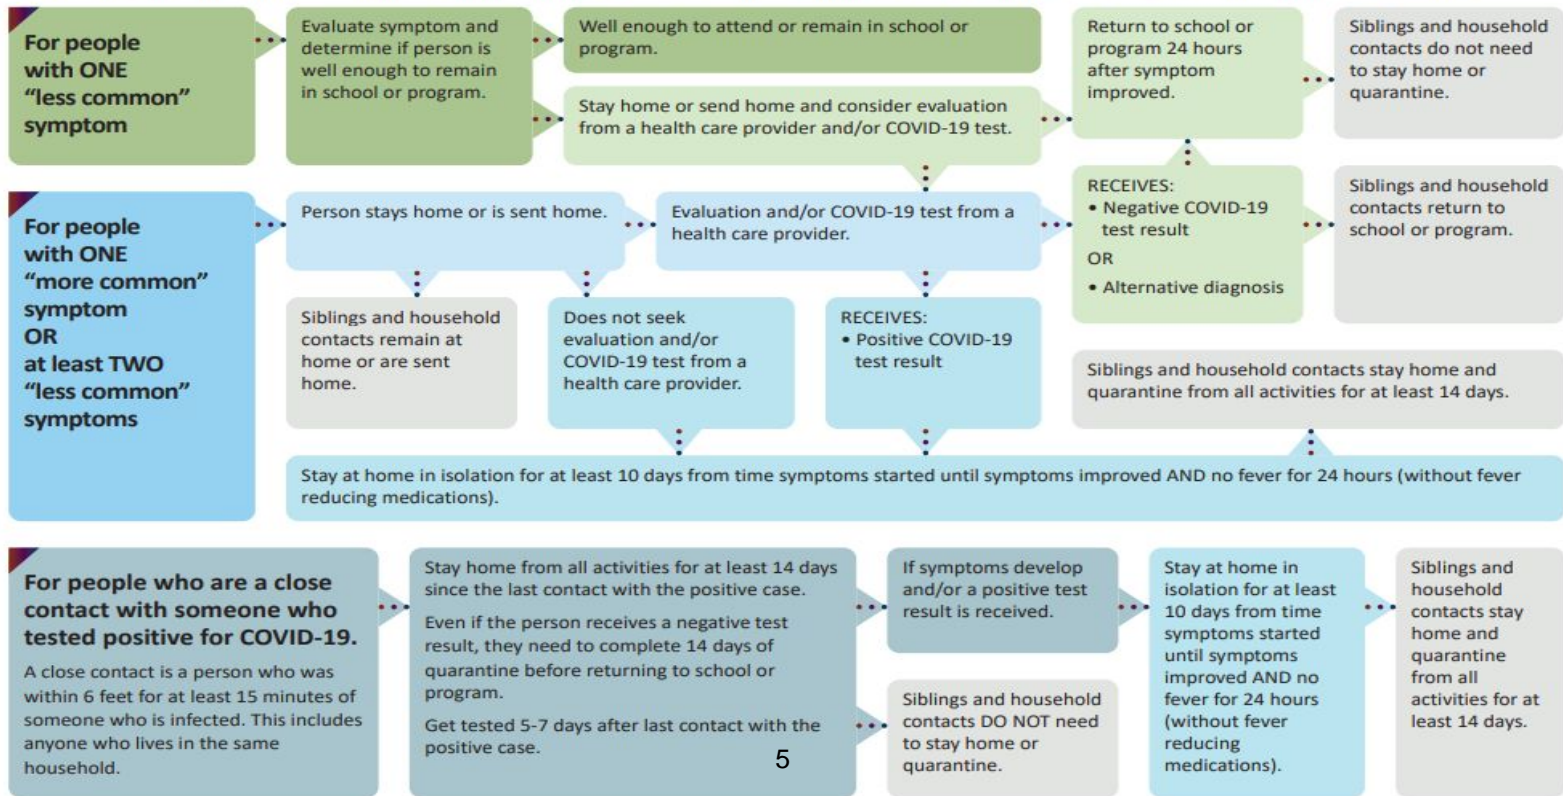 For people
with ONE
“less common”
symptom
Evaluate symptom and
determine if person is
well enough to remain
in school or program.
Well enough to attend or remain in school or
program.
Stay home or send home and consider evaluation
from a health care provider and/or COVID-19 test.
Return to school or
program 24 hours
after symptom
improved.
Siblings and household
contacts do not need
to stay home or
quarantine.
For people
with ONE
“more common”
symptom
OR
at least TWO
“less common”
symptoms
Person stays home or is sent home.
Evaluation and/or COVID-19 test from a
health care provider.
RECEIVES:
• Negative COVID-19
test result
OR
• Alternative diagnosis
Siblings and household
contacts return to
school or program.
Siblings and household
contacts remain at
home or are sent
home.
Does not seek
evaluation and/or
COVID-19 test from a
health care provider.
RECEIVES:
• Positive COVID-19
test result
Siblings and household contacts stay home and
quarantine from all activities for at least 14 days.
Stay at home in isolation for at least 10 days from time symptoms started until symptoms improved AND no fever for 24 hours (without fever
reducing medications).
For people who are a close
contact with someone who
tested positive for COVID-19.
A close contact is a person who was
within 6 feet for at least 15 minutes of
someone who is infected. This includes
anyone who lives in the same
household.
Stay home from all activities for at least 14 days
since the last contact with the positive case.
Even if the person receives a negative test
result, they need to complete 14 days of
quarantine before returning to school or
program.
Get tested 5-7 days after last contact with the
positive case.
If symptoms develop
and/or a positive test
result is received.
Siblings and household
contacts DO NOT need
to stay home or
quarantine.
Stay at home in
isolation for at least
10 days from time
symptoms started
until symptoms
improved AND no
fever for 24 hours
(without fever
reducing
medications).
Siblings and
household
contacts stay
home and
quarantine
from all
activities for at
least 14 days.
5